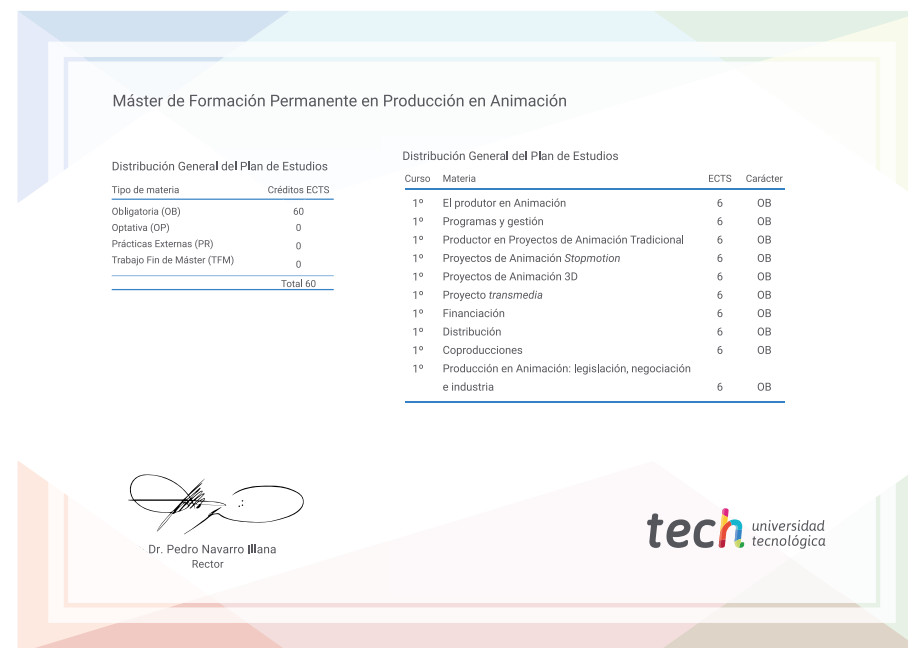 Máster de Formación Permanente en Producción en Animación
Distribución General del Plan de Estudios
Tipo de materia Créditos ECTS
Obligatoria (OB) 60
Optativa (OP) 0
Prácticas Externas (PR) 0
Trabajo Fin de Máster (TFM) 0
Total 60
Distribución General del Plan de Estudios
Curso Materia ECTS Carácter
1º El produtor en Animación 6 OB
1º Programas y gestión 6 OB
1º Productor en Proyectos de Animación Tradicional 6 OB
1º Proyectos de Animación Stopmotion 6 OB
1º Proyectos de Animación 3D 6 OB
1º Proyecto transmedia 6 OB
1º Financiación 6 OB
1º Distribución 6 OB
1º Coproducciones 6 OB
1º Producción en Animación: legislación, negociación
e industria 6 OB
Dr. Pedro Navarro Illana
Rector
tech universidad
tecnológica